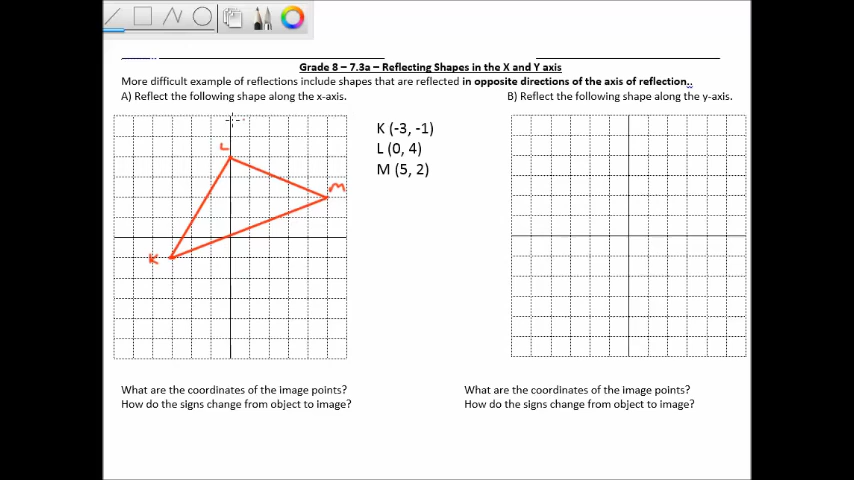 Grade 8 – 7.3a – Reflecting Shapes in the X and Y axis
More difficult example of reflections include shapes that are reflected in opposite directions of the axis of reflection..
A) Reflect the following shape along the x-axis.
B) Reflect the following shape along the y-axis.
K (-3, -1)
L (0, 4)
M (5, 2)
L
M
K
What are the coordinates of the image points?
How do the signs change from object to image?
What are the coordinates of the image points?
How do the signs change from object to image?